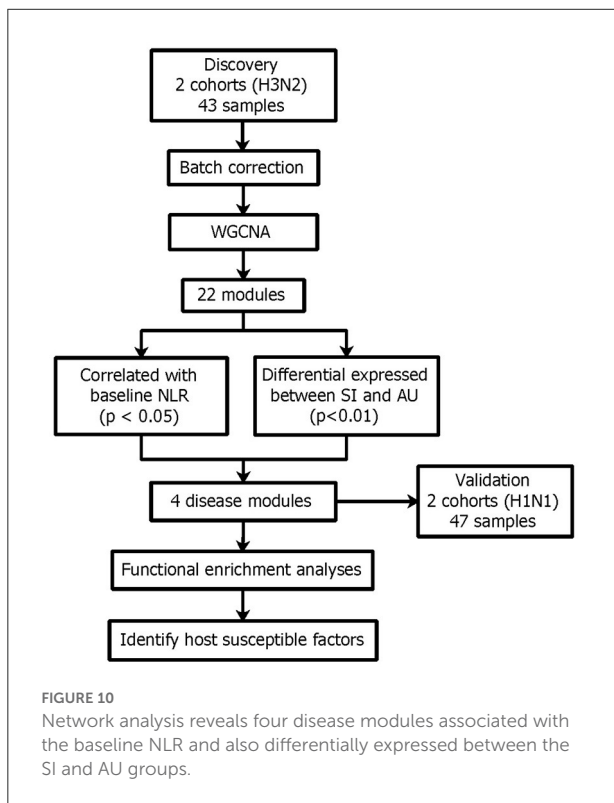 Discovery
2 cohorts (H3N2)
43 samples
Batch correction
WGCNA
22 modules
Correlated with
baseline NLR
(p < 0.05)
Differential expressed
between SI and AU
(p<0.01)
4 disease modules
Validation
2 cohorts (H1N1)
47 samples
Functional enrichment analyses
Identify host susceptible factors
FIGURE 10
Network analysis reveals four disease modules associated with
the baseline NLR and also differentially expressed between the
SI and AU groups.